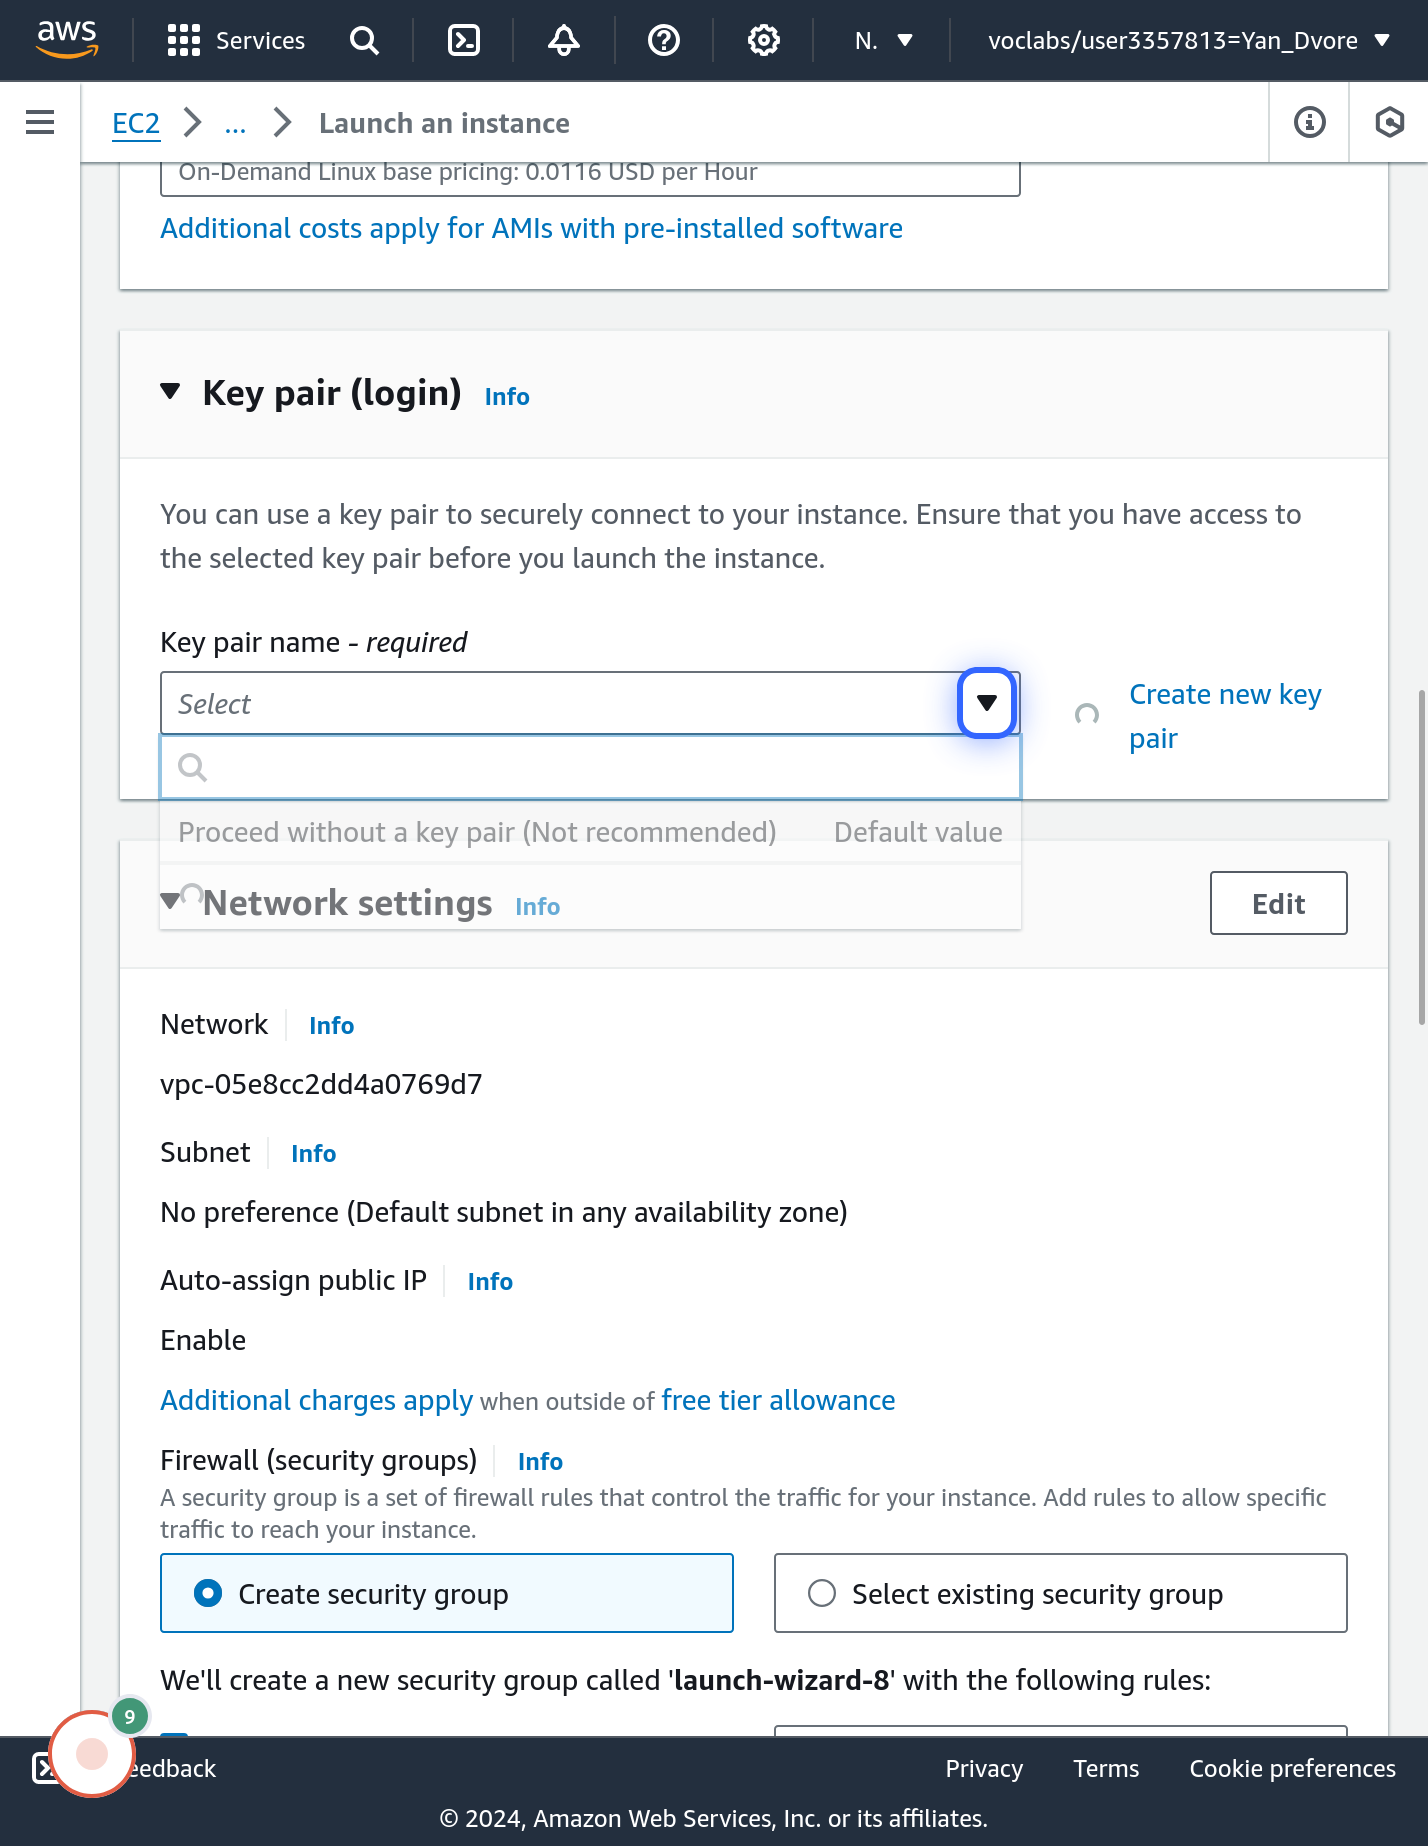 aws
Services
N.
voclabs/user3357813=Yan_Dvore
EC2
...
Launch an instance
On-Demand Linux base pricing: 0.0116 USD per Hour
Additional costs apply for AMIs with pre-installed software
Key pair (login) Info
You can use a key pair to securely connect to your instance. Ensure that you have access to
the selected key pair before you launch the instance.
Key pair name - required
Select
Create new key
pair
Proceed without a key pair (Not recommended) Default value
Network settings Info
Edit
Network Info
vpc-05e8cc2dd4a0769d7
Subnet Info
No preference (Default subnet in any availability zone)
Auto-assign public IP Info
Enable
Additional charges apply when outside of free tier allowance
Firewall (security groups) Info
A security group is a set of firewall rules that control the traffic for your instance. Add rules to allow specific
traffic to reach your instance.
Create security group
Select existing security group
We'll create a new security group called 'launch-wizard-8' with the following rules:
9
eedback
Privacy Terms Cookie preferences
© 2024, Amazon Web Services, Inc. or its affiliates.